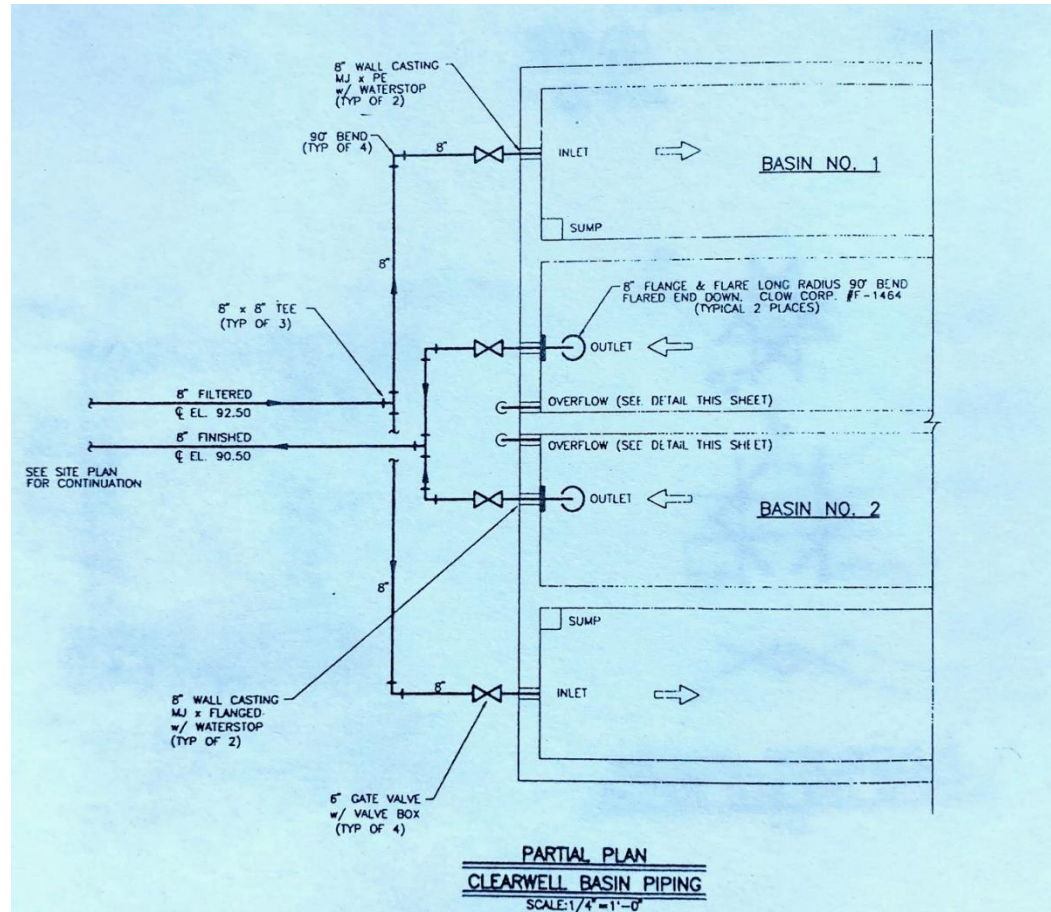 8" WALL CASTING
MJ x PE
w/ WATERSTOP
(TYP OF 2)
90° BEND
(TYP OF 4)
8"
INLET
BASIN NO. 1
SUMP
8"
8" FLANGE & FLARE LONG RADIUS 90° BEND
FLARED END DOWN. CLOW CORP. #F-1464
(TYPICAL 2 PLACES)
8" x 8" TEE
(TYP OF 3)
OUTLET
8" FILTERED
℄ EL. 92.50
OVERFLOW (SEE DETAIL THIS SHEET)
8" FINISHED
℄ EL. 90.50
OVERFLOW (SEE DETAIL THIS SHEET)
SEE SITE PLAN
FOR CONTINUATION
OUTLET
BASIN NO. 2
8"
SUMP
8" WALL CASTING
MJ x FLANGED
w/ WATERSTOP
(TYP OF 2)
8"
INLET
6" GATE VALVE
w/ VALVE BOX
(TYP OF 4)
PARTIAL PLAN
CLEARWELL BASIN PIPING
SCALE:1/4"=1'-0"